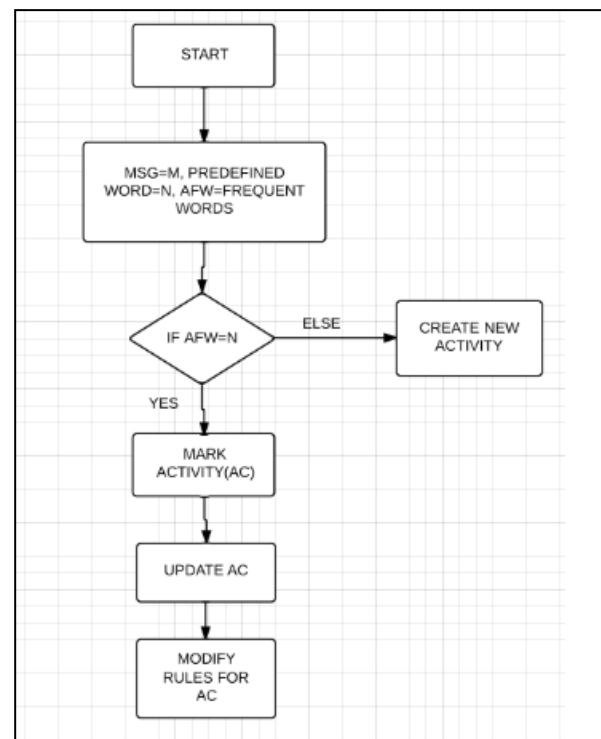 START
MSG=M, PREDEFINED
WORD=N, AFW=FREQUENT
WORDS
IF AFW=N
ELSE
CREATE NEW
ACTIVITY
YES
MARK
ACTIVITY(AC)
UPDATE AC
MODIFY
RULES FOR
AC